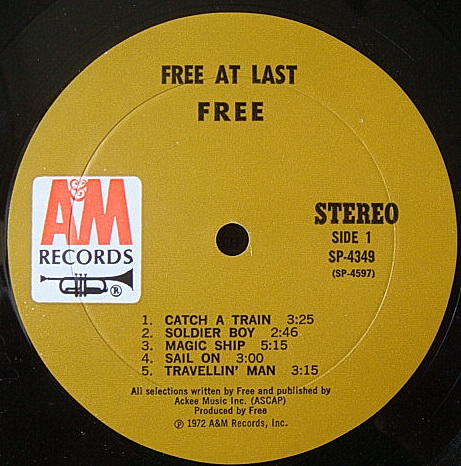 FREE AT LAST
FREE
A&M
RECORDS
®
STEREO
SIDE 1
SP-4349
(SP-4597)
1. CATCH A TRAIN 3:25
2. SOLDIER BOY 2:46
3. MAGIC SHIP 5:15
4. SAIL ON 3:00
5. TRAVELLIN' MAN 3:15
All selections written by Free and published by
Ackee Music Inc. (ASCAP)
Produced by Free
℗ 1972 A&M Records, Inc.